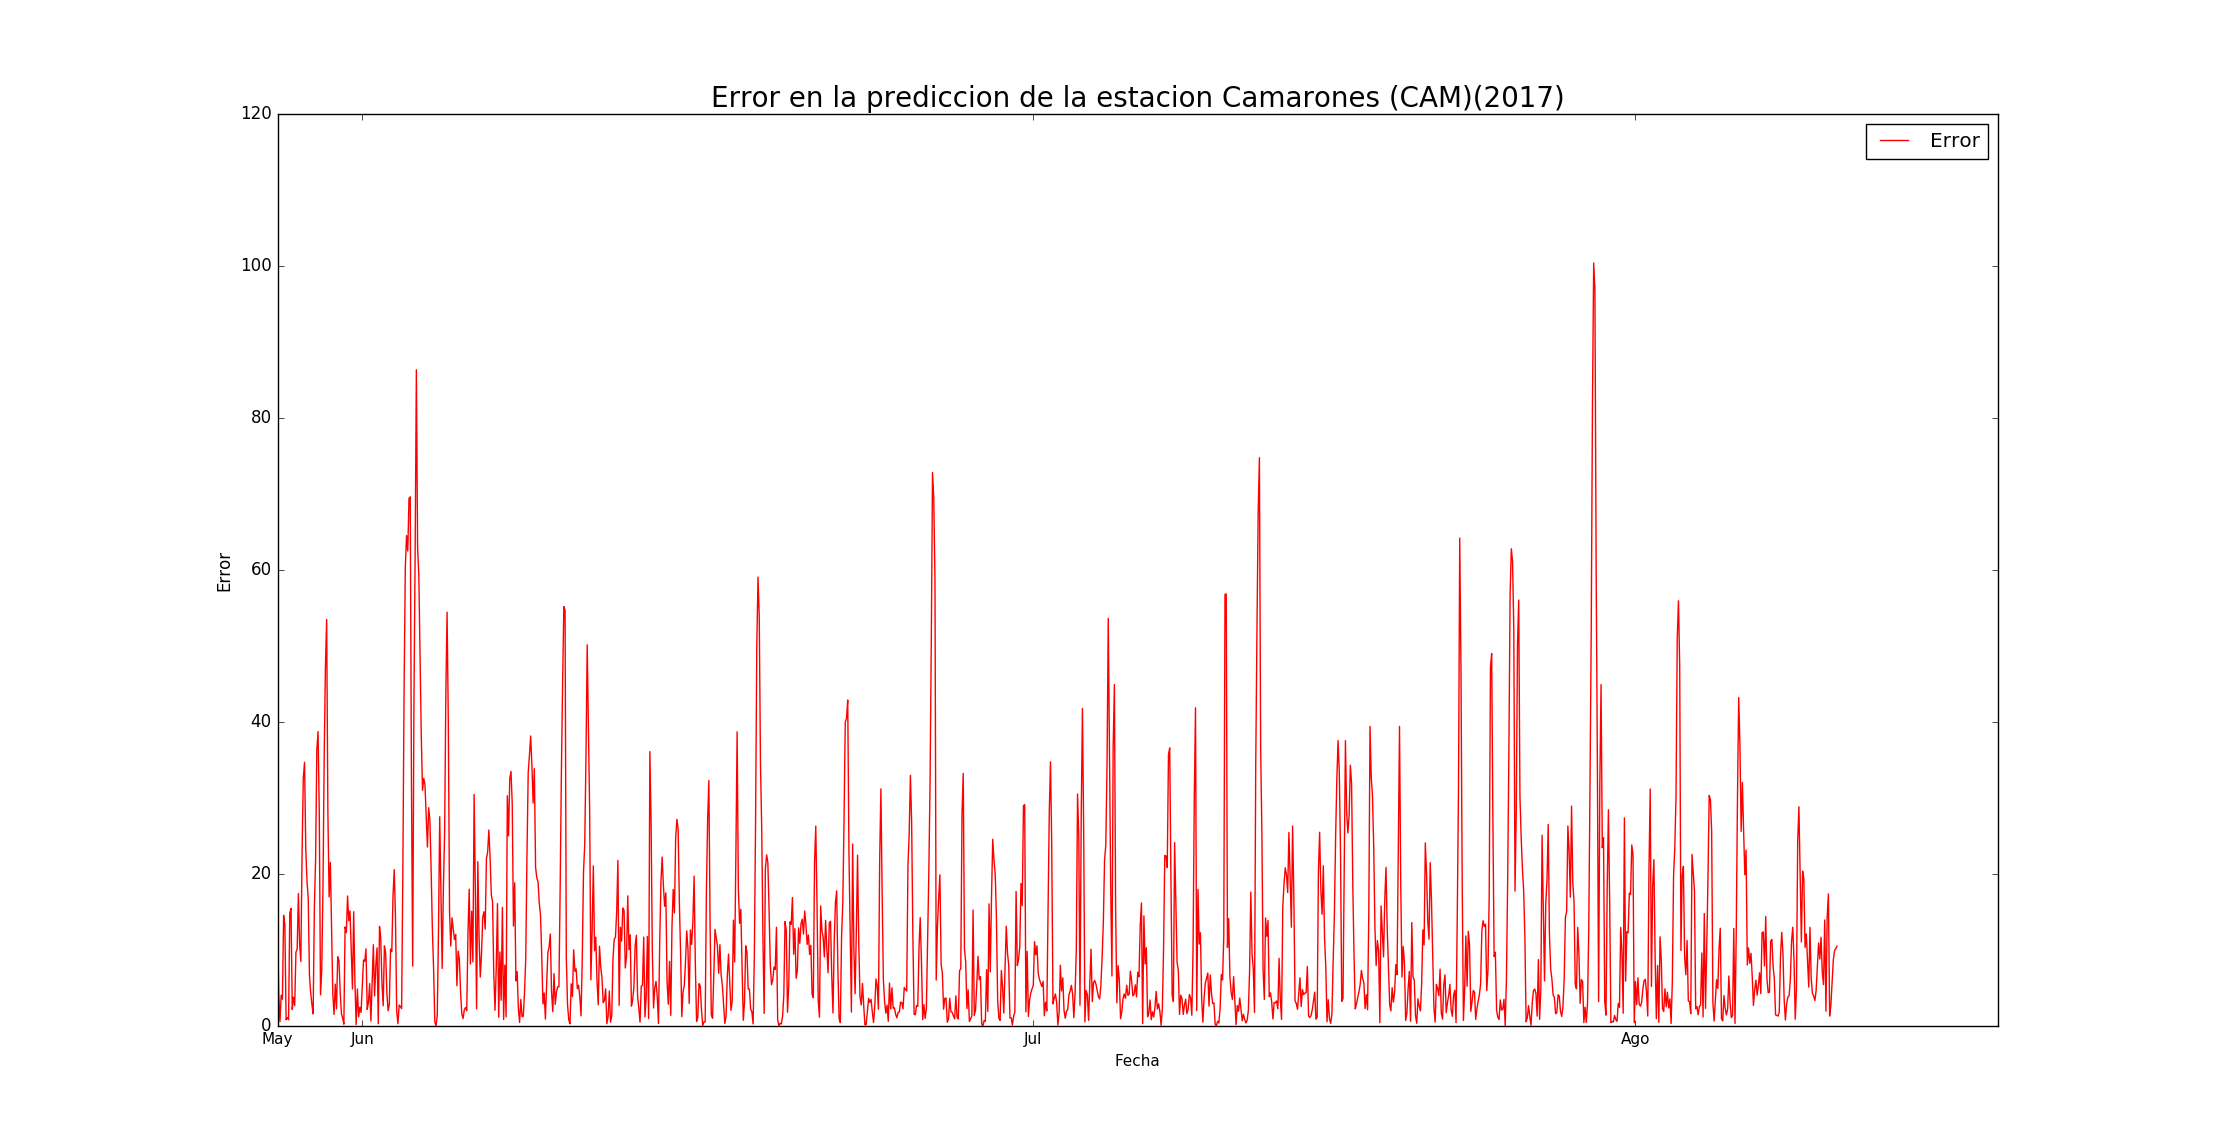 Error en la prediccion de la estacion Camarones (CAM)(2017)
120
100
80
60
40
20
0
Error
Error
May Jun Jul Ago
Fecha